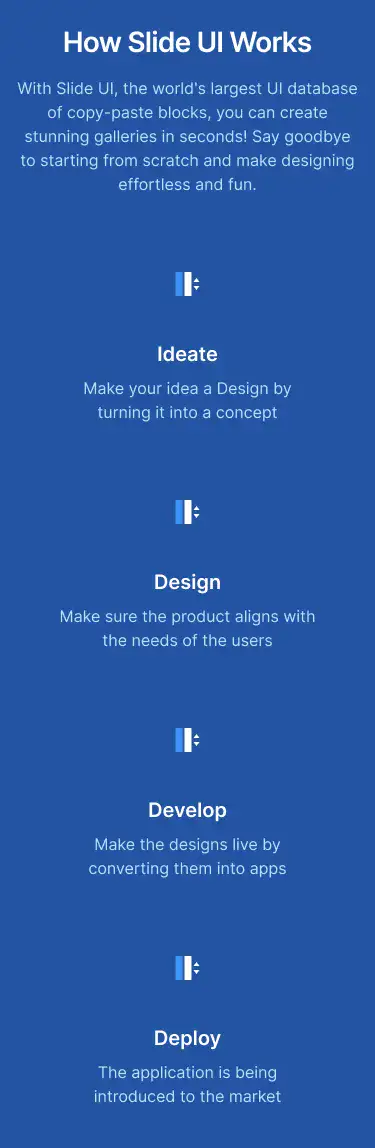 How Slide UI Works
With Slide UI, the world's largest UI database
of copy-paste blocks, you can create
stunning galleries in seconds! Say goodbye
to starting from scratch and make designing
effortless and fun.
Ideate
Make your idea a Design by
turning it into a concept
Design
Make sure the product aligns with
the needs of the users
Develop
Make the designs live by
converting them into apps
Deploy
The application is being
introduced to the market